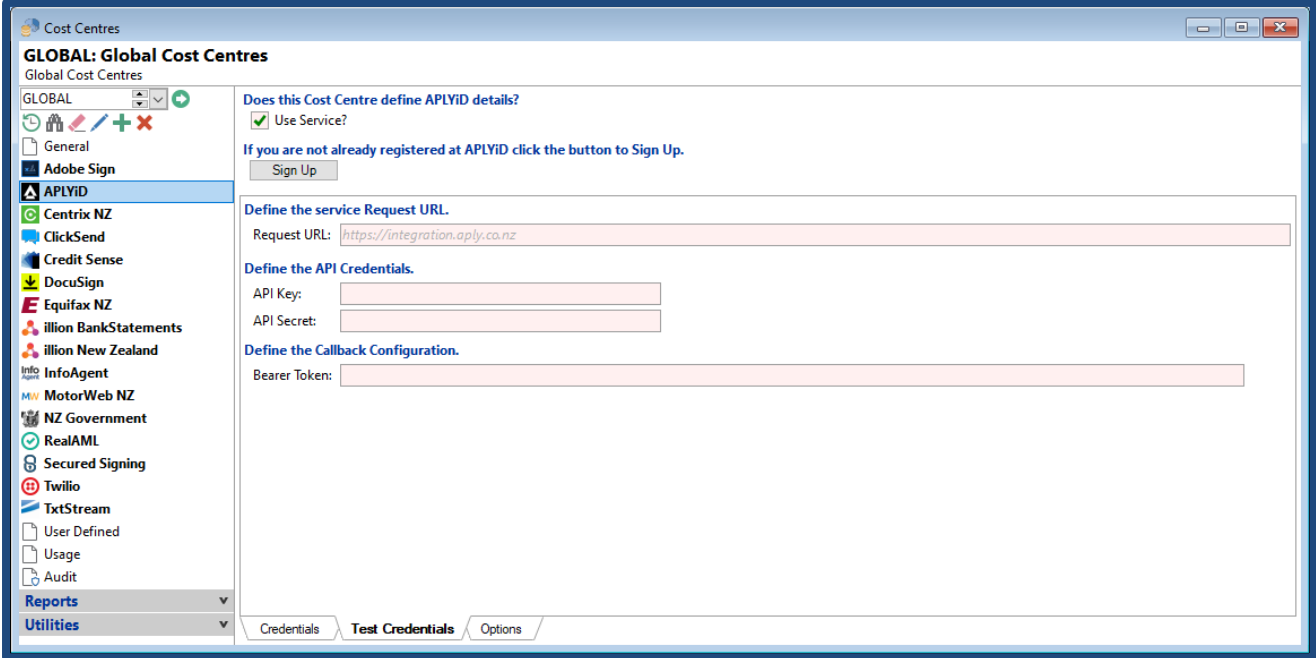 Cost Centres
GLOBAL: Global Cost Centres
Global Cost Centres
GLOBAL
General
Adobe Sign
APLYiD
Centrix NZ
ClickSend
Credit Sense
DocuSign
Equifax NZ
illion BankStatements
illion New Zealand
Info Agent InfoAgent
MW MotorWeb NZ
NZ Government
RealAML
Secured Signing
Twilio
TxtStream
User Defined
Usage
Audit
Reports
Utilities
Does this Cost Centre define APLYiD details?
Use Service?
If you are not already registered at APLYiD click the button to Sign Up.
Sign Up
Define the service Request URL.
Request URL: https://integration.aply.co.nz
Define the API Credentials.
API Key:
API Secret:
Define the Callback Configuration.
Bearer Token:
Credentials Test Credentials Options